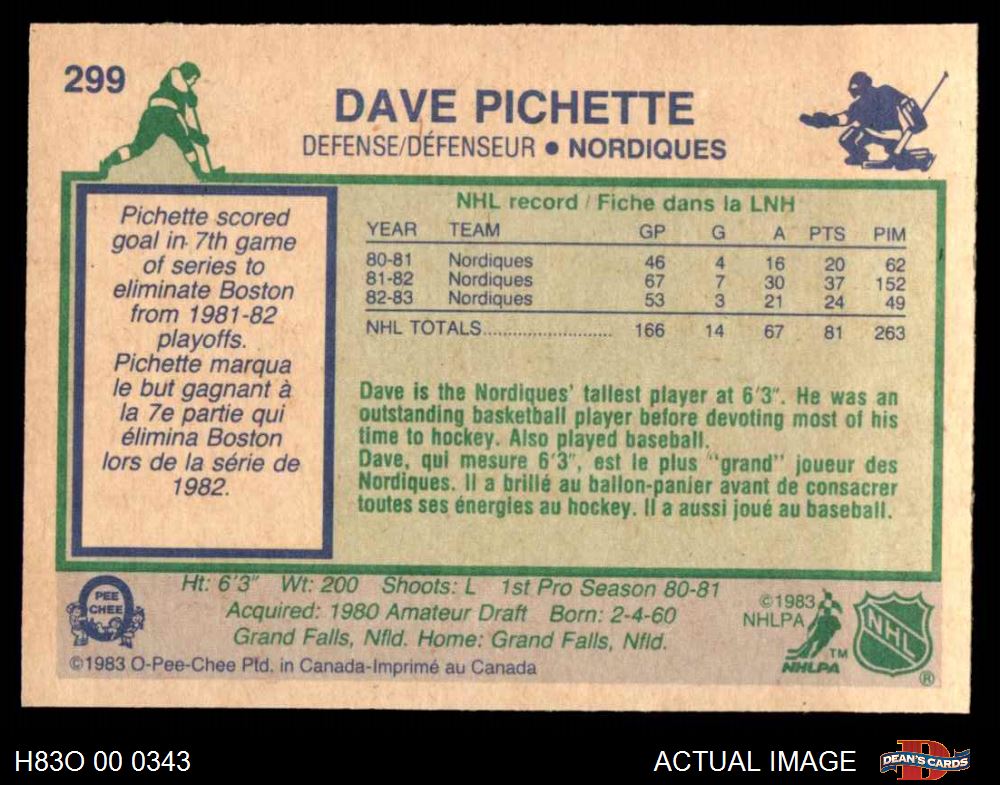 299
DAVE PICHETTE
DEFENSE/DÉFENSEUR • NORDIQUES
Pichette scored
goal in 7th game
of series to
eliminate Boston
from 1981-82
playoffs.
Pichette marqua
le but gagnant à
la 7e partie qui
élimina Boston
lors de la série de
1982.
NHL record / Fiche dans la LNH
YEAR TEAM GP G A PTS PIM
80-81 Nordiques 46 4 16 20 62
81-82 Nordiques 67 7 30 37 152
82-83 Nordiques 53 3 21 24 49
NHL TOTALS............................ 166 14 67 81 263
Dave is the Nordiques' tallest player at 6'3". He was an
outstanding basketball player before devoting most of his
time to hockey. Also played baseball.
Dave, qui mesure 6'3", est le plus "grand" joueur des
Nordiques. Il a brillé au ballon-panier avant de consacrer
toutes ses énergies au hockey. Il a aussi joué au baseball.
PEE
CHEE
Ht: 6'3" Wt: 200 Shoots: L 1st Pro Season 80-81
Acquired: 1980 Amateur Draft Born: 2-4-60
Grand Falls, Nfld. Home: Grand Falls, Nfld.
©1983 O-Pee-Chee Ptd. in Canada-Imprimé au Canada
©1983
NHLPA
TM
NHLPA
NHL
®
H83O 00 0343
ACTUAL IMAGE
D
DEAN'S CARDS